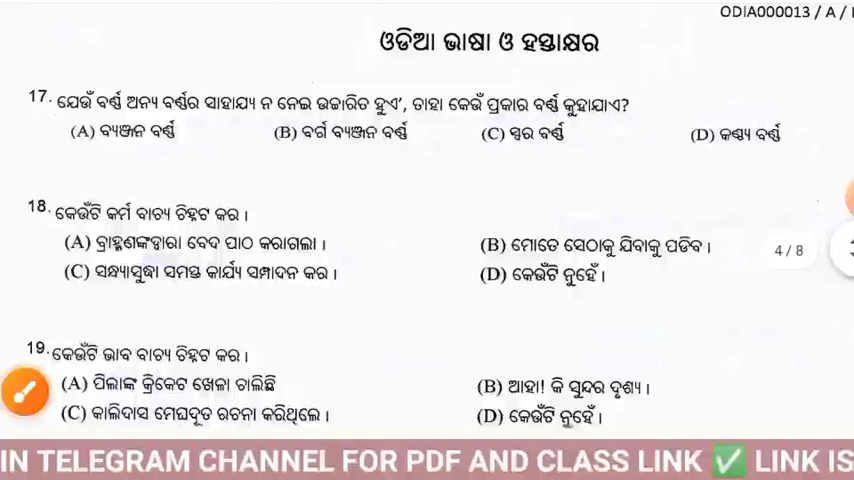 ODIA000013 / A / I
ଓଡିଆ ଭାଷା ଓ ହସ୍ତାକ୍ଷର
17. ଯେଉଁ ବର୍ଣ୍ଣ ଅନ୍ୟ ବର୍ଣ୍ଣର ସାହାଯ୍ୟ ନ ନେଇ ଉଚ୍ଚାରିତ ହୁଏ’, ତାହା କେଉଁ ପ୍ରକାର ବର୍ଣ୍ଣ କୁହାଯାଏ?
(A) ବ୍ୟଞ୍ଜନ ବର୍ଣ୍ଣ (B) ବର୍ଗ ବ୍ୟଞ୍ଜନ ବର୍ଣ୍ଣ (C) ସ୍ୱର ବର୍ଣ୍ଣ (D) କଣ୍ଠ୍ୟ ବର୍ଣ୍ଣ
18. କେଉଁଟି କର୍ମ ବାଚ୍ୟ ଚିହ୍ନଟ କର ।
(A) ବ୍ରାହ୍ମଣଙ୍କଦ୍ୱାରା ବେଦ ପାଠ କରାଗଲା । (B) ମୋତେ ସେଠାକୁ ଯିବାକୁ ପଡିବ ।
4 / 8
(C) ସନ୍ଧ୍ୟାସୁଦ୍ଧା ସମସ୍ତ କାର୍ଯ୍ୟ ସମ୍ପାଦନ କର । (D) କେଉଁଟି ନୁହେଁ ।
19. କେଉଁଟି ଭାବ ବାଚ୍ୟ ଚିହ୍ନଟ କର ।
(A) ପିଲାଙ୍କ କ୍ରିକେଟ ଖେଳା ଚାଲିଛି (B) ଆହା! କି ସୁନ୍ଦର ଦୃଶ୍ୟ ।
(C) କାଲିଦାସ ମେଘଦୂତ ରଚନା କରିଥିଲେ । (D) କେଉଁଟି ନୁହେଁ ।
IN TELEGRAM CHANNEL FOR PDF AND CLASS LINK ✅ LINK IS